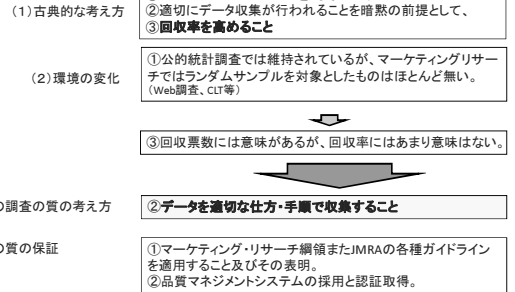 (1)古典的な考え方
②適切にデータ収集が行われることを暗黙の前提として、
③回収率を高めること
(2)環境の変化
①公的統計調査では維持されているが、マーケティングリサー
チではランダムサンプルを対象としたものはほとんど無い。
(Web調査、CLT等)
③回収票数には意味があるが、回収率にはあまり意味はない。
の調査の質の考え方
②データを適切な仕方・手順で収集すること
の質の保証
①マーケティング・リサーチ綱領またJMRAの各種ガイドライン
を適用すること及びその表明。
②品質マネジメントシステムの採用と認証取得。